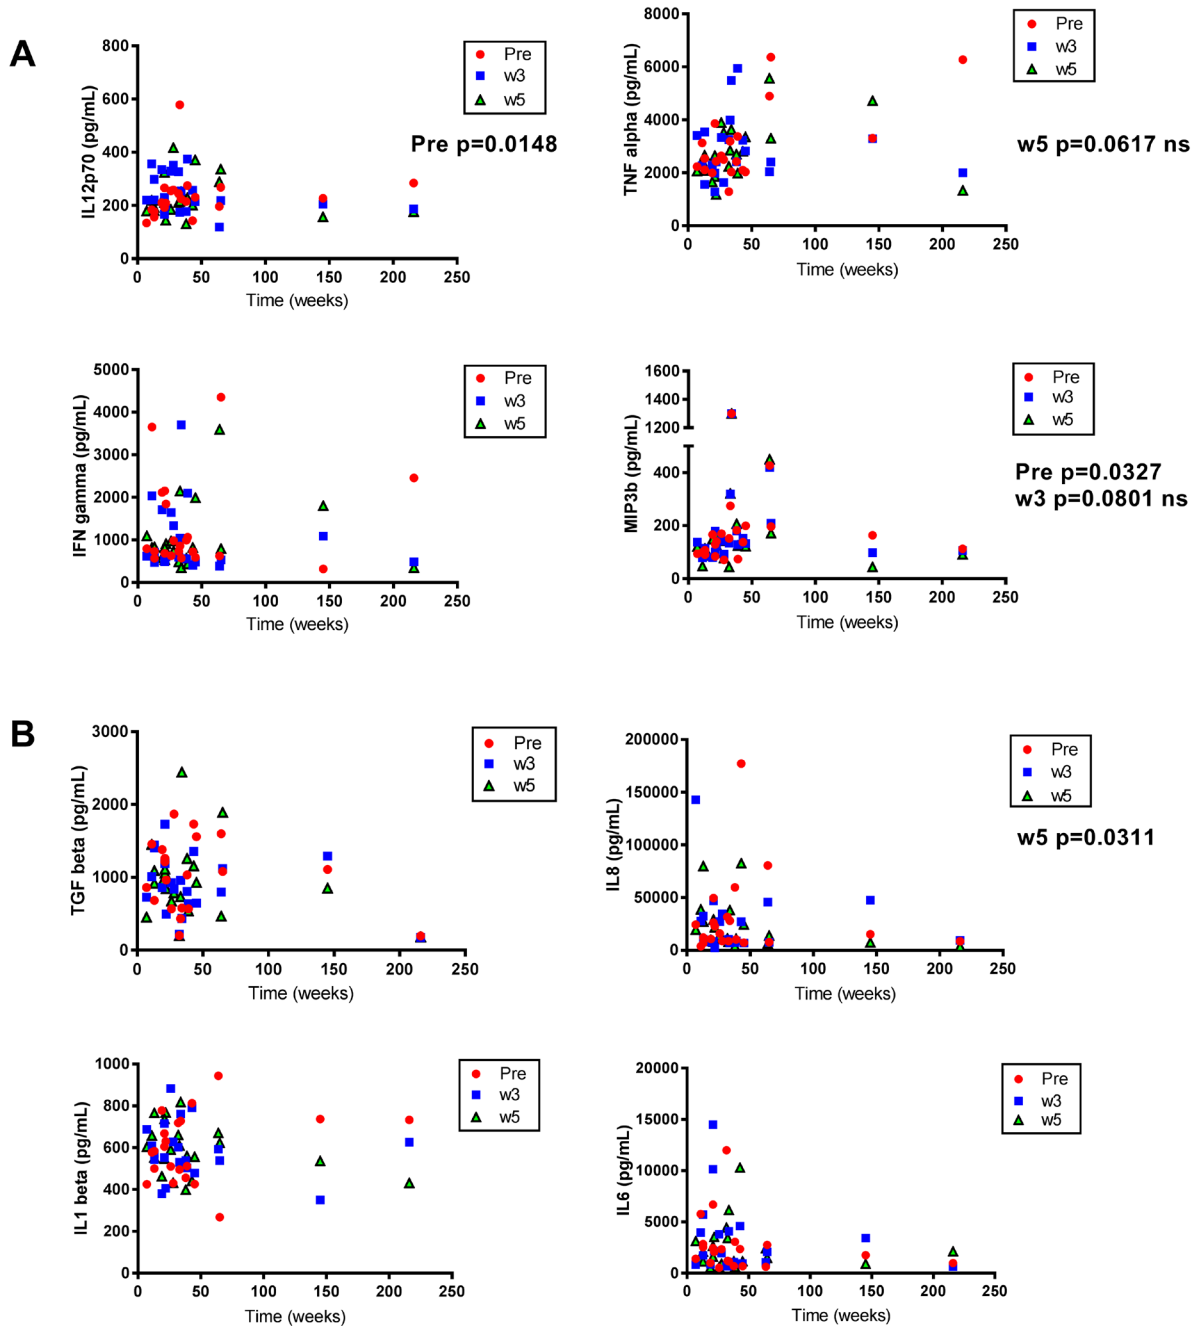 A
IL12p70 (pg/mL)
800
600
400
200
0
0 50 100 150 200 250
Time (weeks)
Pre
w3
w5
Pre p=0.0148
TNF alpha (pg/mL)
8000
6000
4000
2000
0
0 50 100 150 200 250
Time (weeks)
Pre
w3
w5
w5 p=0.0617 ns
IFN gamma (pg/mL)
5000
4000
3000
2000
1000
0
0 50 100 150 200 250
Time (weeks)
Pre
w3
w5
MIP3b (pg/mL)
1600
1400
1200
400
200
0
0 50 100 150 200 250
Time (weeks)
Pre
w3
w5
Pre p=0.0327
w3 p=0.0801 ns
B
TGF beta (pg/mL)
3000
2000
1000
0
0 50 100 150 200 250
Time (weeks)
Pre
w3
w5
IL8 (pg/mL)
200000
150000
100000
50000
0
0 50 100 150 200 250
Time (weeks)
Pre
w3
w5
w5 p=0.0311
IL1 beta (pg/mL)
1000
800
600
400
200
0
0 50 100 150 200 250
Time (weeks)
Pre
w3
w5
IL6 (pg/mL)
20000
15000
10000
5000
0
0 50 100 150 200 250
Time (weeks)
Pre
w3
w5